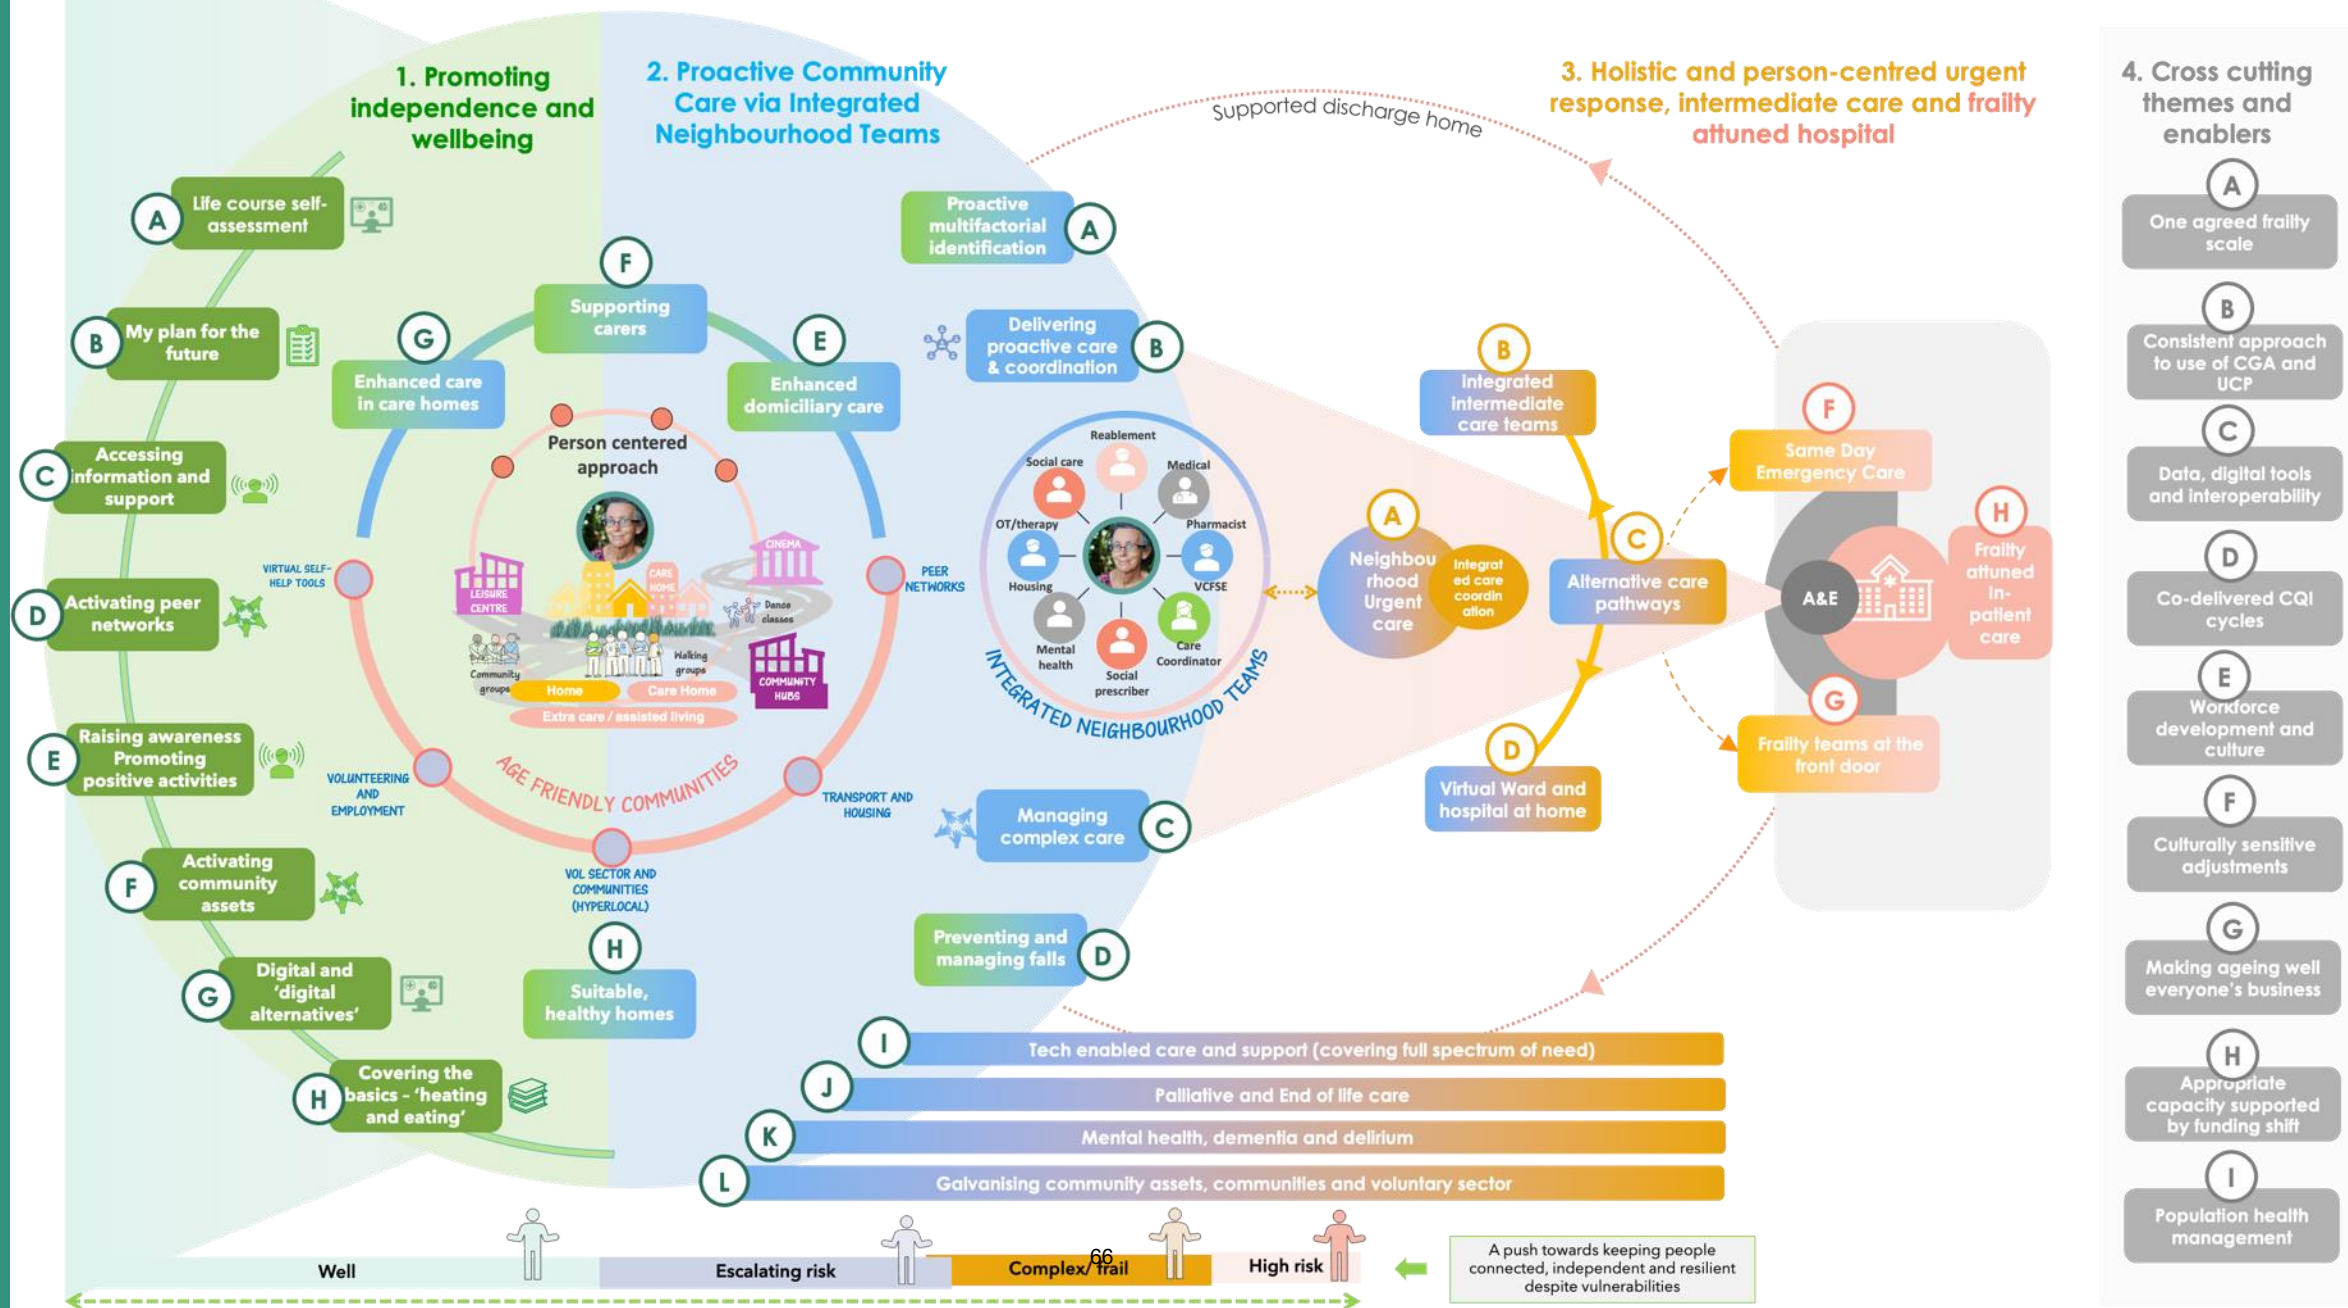 1. Promoting
independence and
wellbeing
A
Life course self-
assessment
B
My plan for the
future
C
Accessing
information and
support
D
Activating peer
networks
E
Raising awareness
Promoting
positive activities
F
Activating
community
assets
G
Digital and
‘digital
alternatives’
H
Covering the
basics – ‘heating
and eating’
2. Proactive Community
Care via Integrated
Neighbourhood Teams
A
Proactive
multifactorial
identification
B
Delivering
proactive care
& coordination
C
Managing
complex care
D
Preventing and
managing falls
E
Enhanced
domiciliary care
F
Supporting
carers
G
Enhanced care
in care homes
H
Suitable,
healthy homes
Person centered
approach
CINEMA
LEISURE
CENTRE
CARE
HOME
Dance
classes
Walking
groups
Community
groups
COMMUNITY
HUBS
Home
Care Home
Extra care / assisted living
AGE FRIENDLY COMMUNITIES
VIRTUAL SELF-
HELP TOOLS
PEER
NETWORKS
VOLUNTEERING
AND
EMPLOYMENT
TRANSPORT AND
HOUSING
VOL SECTOR AND
COMMUNITIES
(HYPERLOCAL)
Reablement
Social care
Medical
OT/therapy
Pharmacist
Housing
VCFSE
Mental
health
Care
Coordinator
Social
prescriber
INTEGRATED NEIGHBOURHOOD TEAMS
I
Tech enabled care and support (covering full spectrum of need)
J
Palliative and End of life care
K
Mental health, dementia and delirium
L
Galvanising community assets, communities and voluntary sector
Supported discharge home
3. Holistic and person-centred urgent
response, intermediate care and frailty
attuned hospital
A
Neighbou
rhood
Urgent
care
Integrat
ed care
coordin
ation
B
Integrated
intermediate
care teams
C
Alternative care
pathways
D
Virtual Ward and
hospital at home
F
Same Day
Emergency Care
A&E
G
Frailty teams at the
front door
H
Frailty
attuned
In-
patient
care
4. Cross cutting
themes and
enablers
A
One agreed frailty
scale
B
Consistent approach
to use of CGA and
UCP
C
Data, digital tools
and interoperability
D
Co-delivered CQI
cycles
E
Workforce
development and
culture
F
Culturally sensitive
adjustments
G
Making ageing well
everyone's business
H
Appropriate
capacity supported
by funding shift
I
Population health
management
Well
Escalating risk
Complex/ frail
66
High risk
A push towards keeping people
connected, independent and resilient
despite vulnerabilities